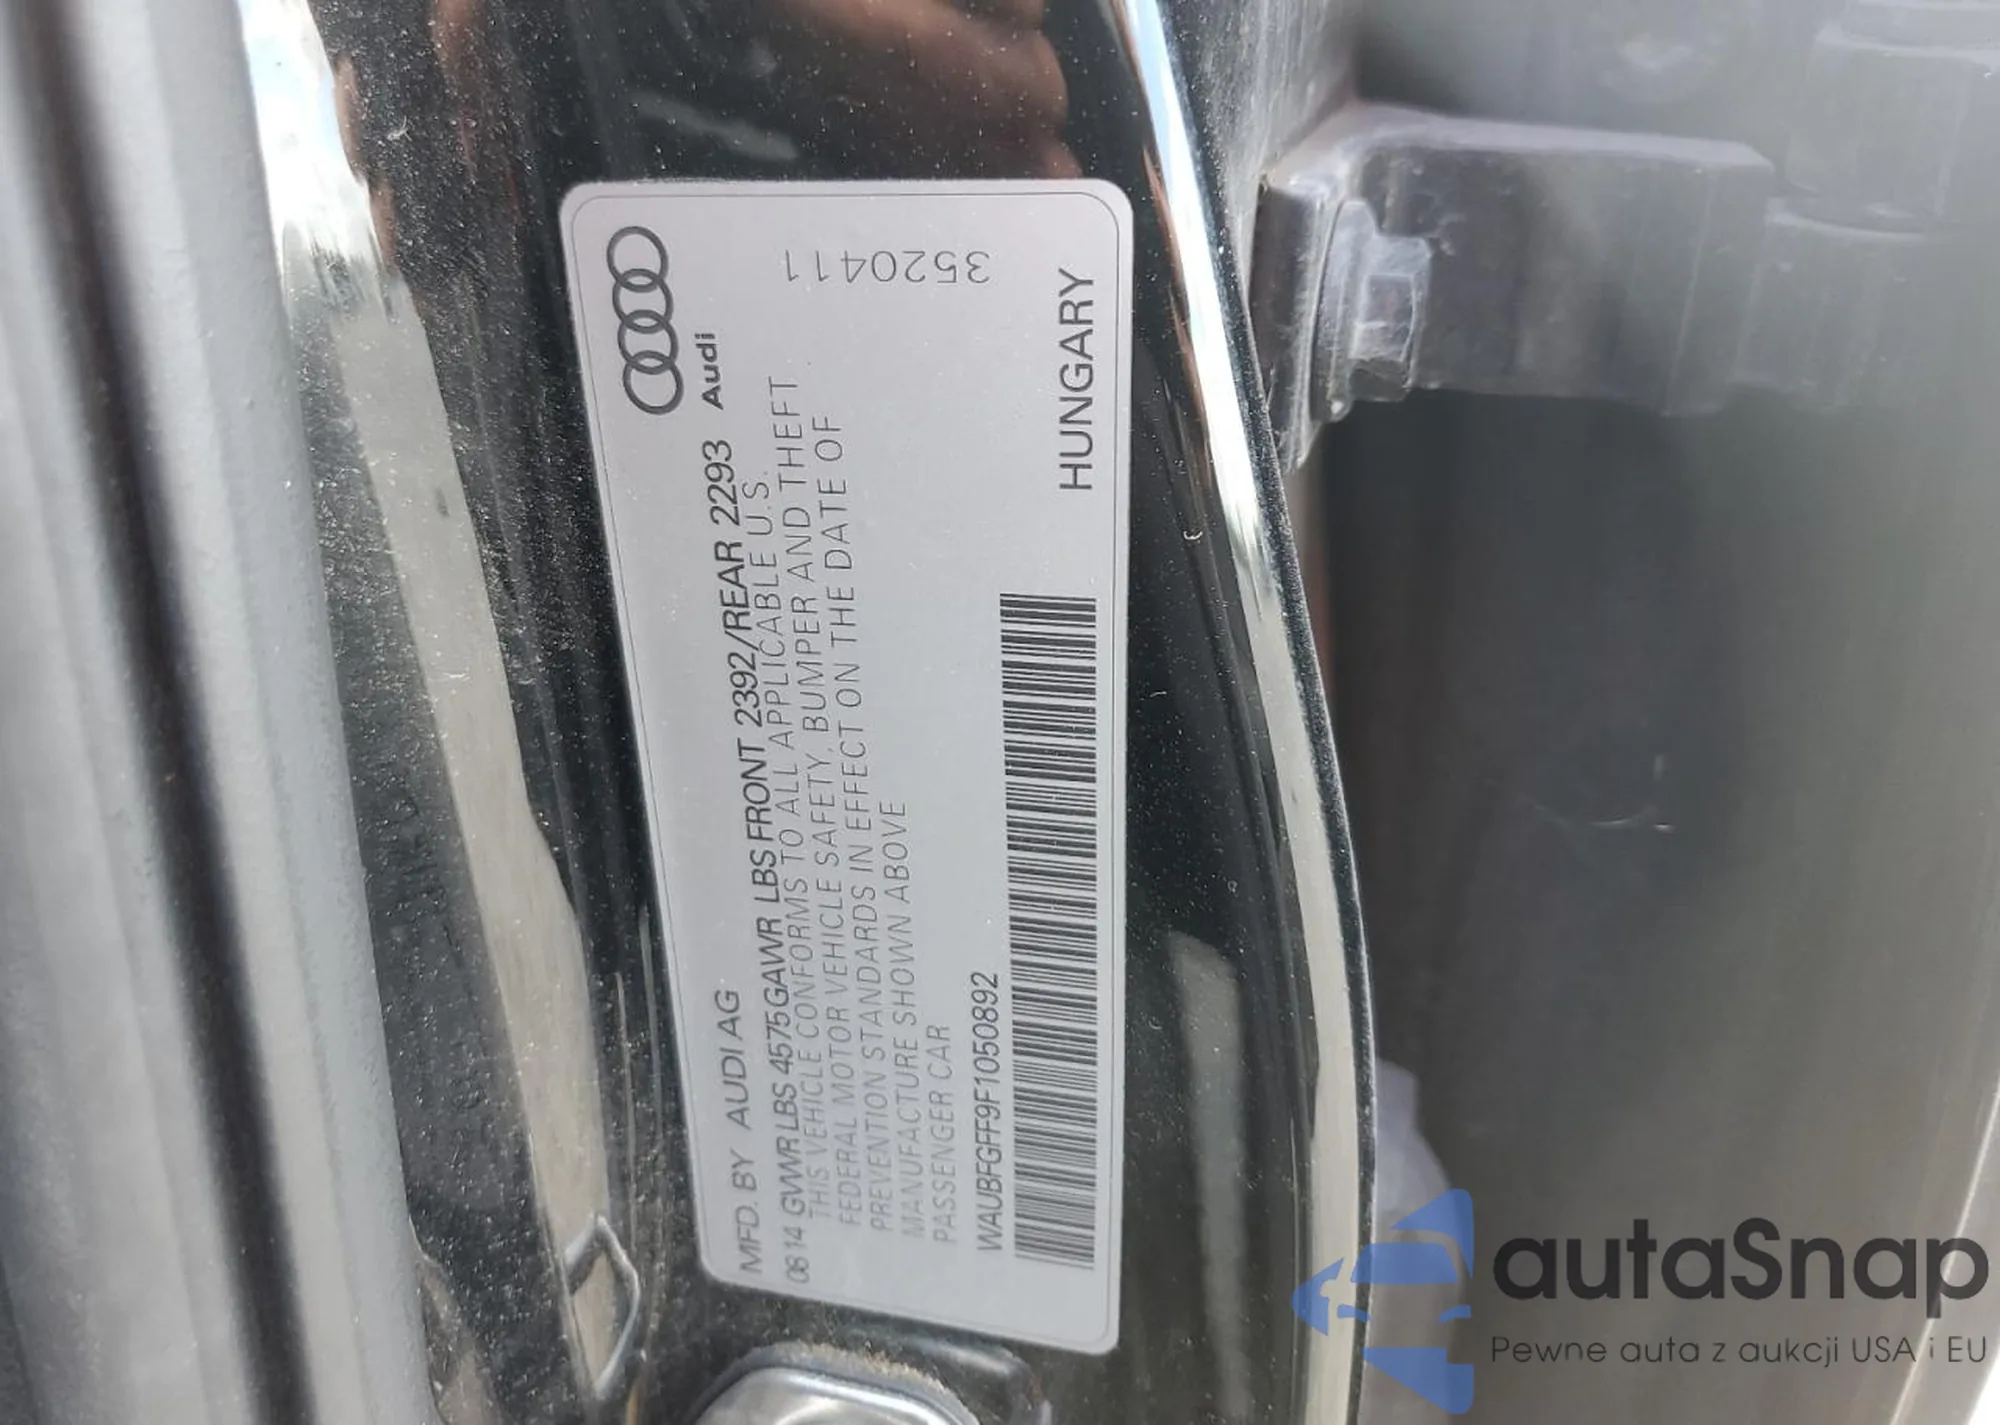 Audi
MFD. BY AUDI AG
08 14 GWWR LBS 4575 GAWR LBS FRONT 2392/REAR 2293
THIS VEHICLE CONFORMS TO ALL APPLICABLE U.S.
FEDERAL MOTOR VEHICLE SAFETY, BUMPER AND THEFT
PREVENTION STANDARDS IN EFFECT ON THE DATE OF
MANUFACTURE SHOWN ABOVE
PASSENGER CAR
WAUBFGFF9F1050892
HUNGARY
3520411
autaSnap
Pewne auta z aukcji USA i EU